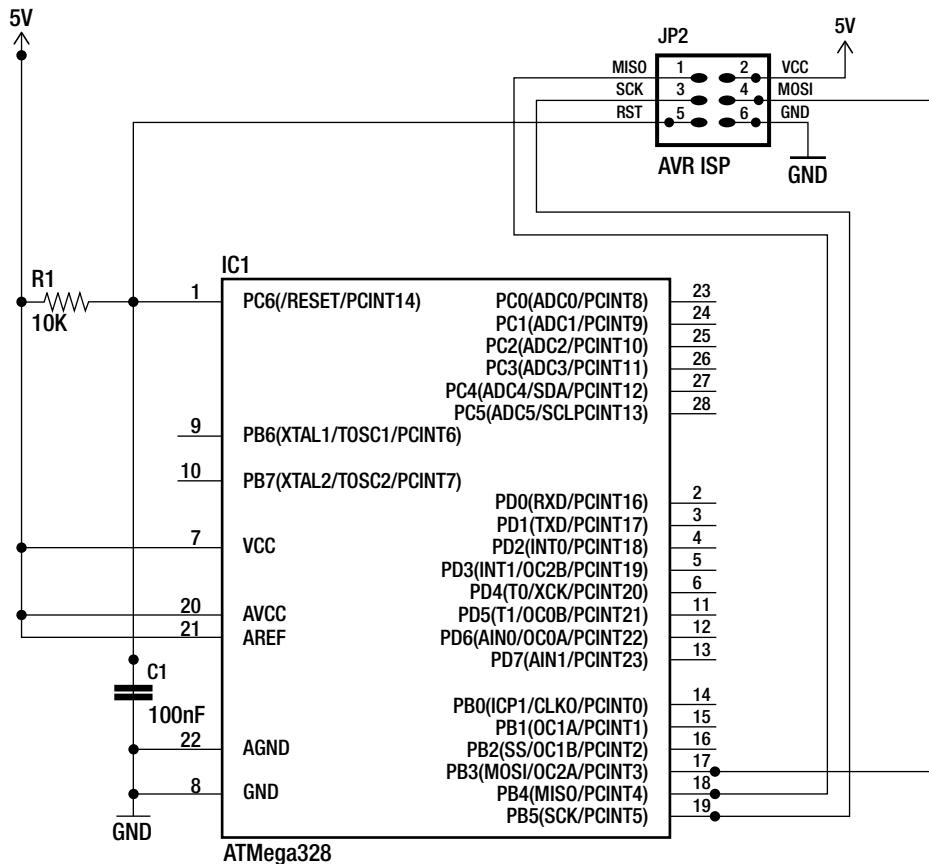 5V
JP2
5V
MISO 1 2 VCC
SCK 3 4 MOSI
RST 5 6 GND
AVR ISP
GND
IC1
R1
10K
1 PC6(/RESET/PCINT14)
PC0(ADC0/PCINT8) 23
PC1(ADC1/PCINT9) 24
PC2(ADC2/PCINT10) 25
PC3(ADC3/PCINT11) 26
PC4(ADC4/SDA/PCINT12) 27
PC5(ADC5/SCLPCINT13) 28
9 PB6(XTAL1/TOSC1/PCINT6)
10 PB7(XTAL2/TOSC2/PCINT7)
PD0(RXD/PCINT16) 2
PD1(TXD/PCINT17) 3
7 VCC
PD2(INT0/PCINT18) 4
PD3(INT1/OC2B/PCINT19) 5
PD4(T0/XCK/PCINT20) 6
20 AVCC
PD5(T1/OC0B/PCINT21) 11
21 AREF
PD6(AIN0/OC0A/PCINT22) 12
PD7(AIN1/PCINT23) 13
C1
100nF
PB0(ICP1/CLKO/PCINT0) 14
PB1(OC1A/PCINT1) 15
22 AGND
PB2(SS/OC1B/PCINT2) 16
PB3(MOSI/OC2A/PCINT3) 17
8 GND
PB4(MISO/PCINT4) 18
PB5(SCK/PCINT5) 19
GND
ATMega328